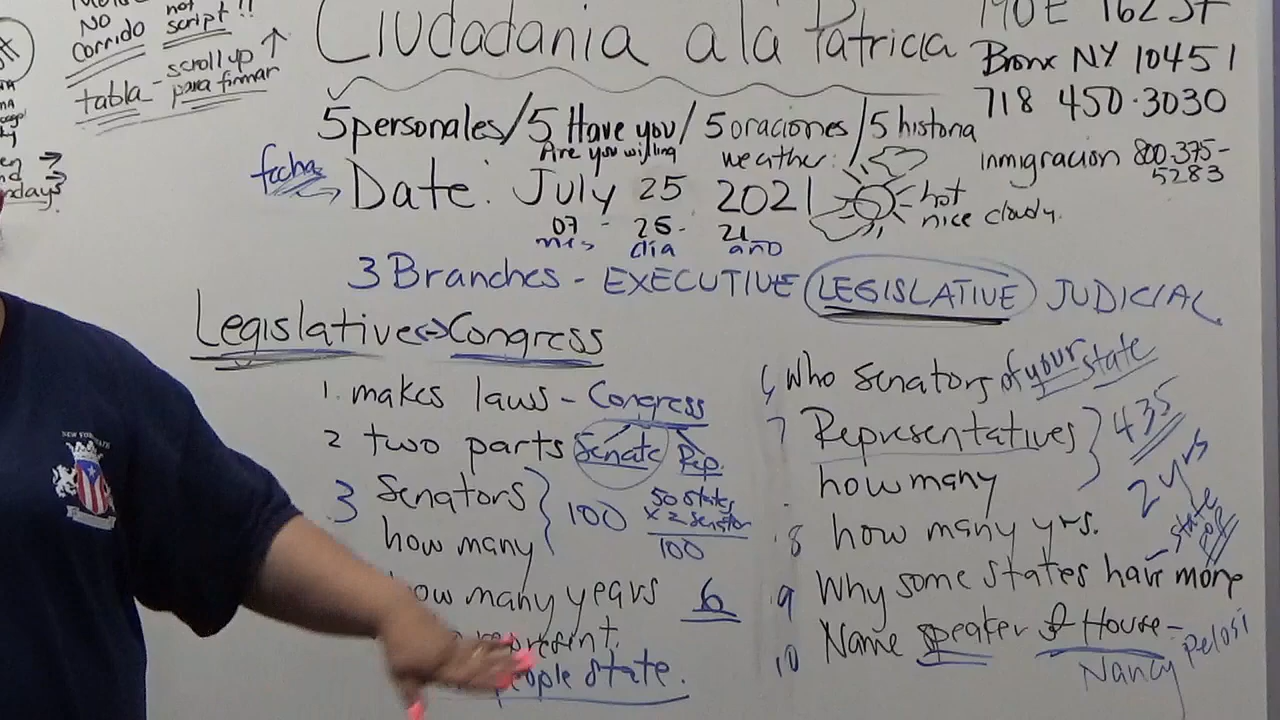 NO
Corrido
not
script!!
tabla - scroll up
para firmar
Ciudadania a la Patricia
190 E 162 St
Bronx NY 10451
718 450-3030
inmigracion 800-375-
5283
5 personales / 5 Have you / 5 oraciones / 5 historia
Are you willing
weather:
fecha
Date: July 25 2021
hot
nice cloudy.
07 - 25 - 21
mes dia año
3 Branches - EXECUTIVE LEGISLATIVE JUDICIAL
Legislative <-> Congress
1. makes laws - Congress
2 two parts Senate Rep.
3 Senators
how many
100
50 states
x 2 senator
100
how many years 6
represent.
people state.
6 Who Senators of your state
7 Representatives
how many
435
8 how many yrs.
2 yrs
9 Why some states have more
state
10 Name speaker of House -
Nancy Pelosi
NEW YORK